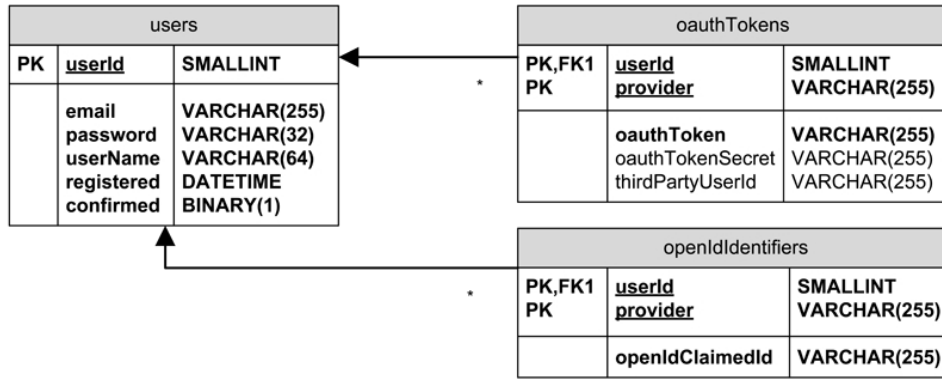 users
PK userId SMALLINT
email VARCHAR(255)
password VARCHAR(32)
userName VARCHAR(64)
registered DATETIME
confirmed BINARY(1)
*
oauthTokens
PK,FK1 userId SMALLINT
PK provider VARCHAR(255)
oauthToken VARCHAR(255)
oauthTokenSecret VARCHAR(255)
thirdPartyUserId VARCHAR(255)
*
openIdIdentifiers
PK,FK1 userId SMALLINT
PK provider VARCHAR(255)
openIdClaimedId VARCHAR(255)